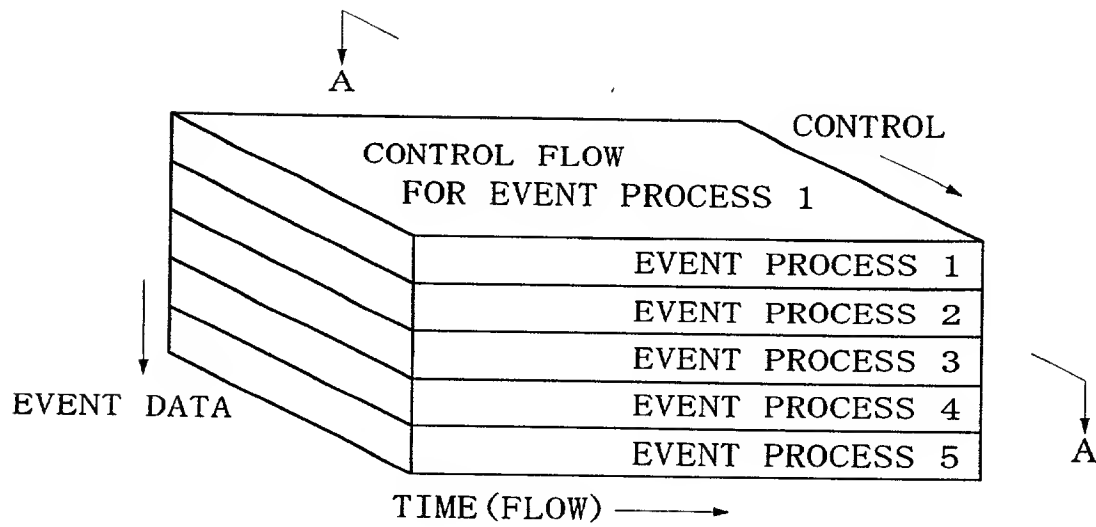 A
CONTROL
CONTROL FLOW
FOR EVENT PROCESS 1
EVENT PROCESS 1
EVENT PROCESS 2
EVENT PROCESS 3
EVENT PROCESS 4
EVENT PROCESS 5
EVENT DATA
A
TIME(FLOW)